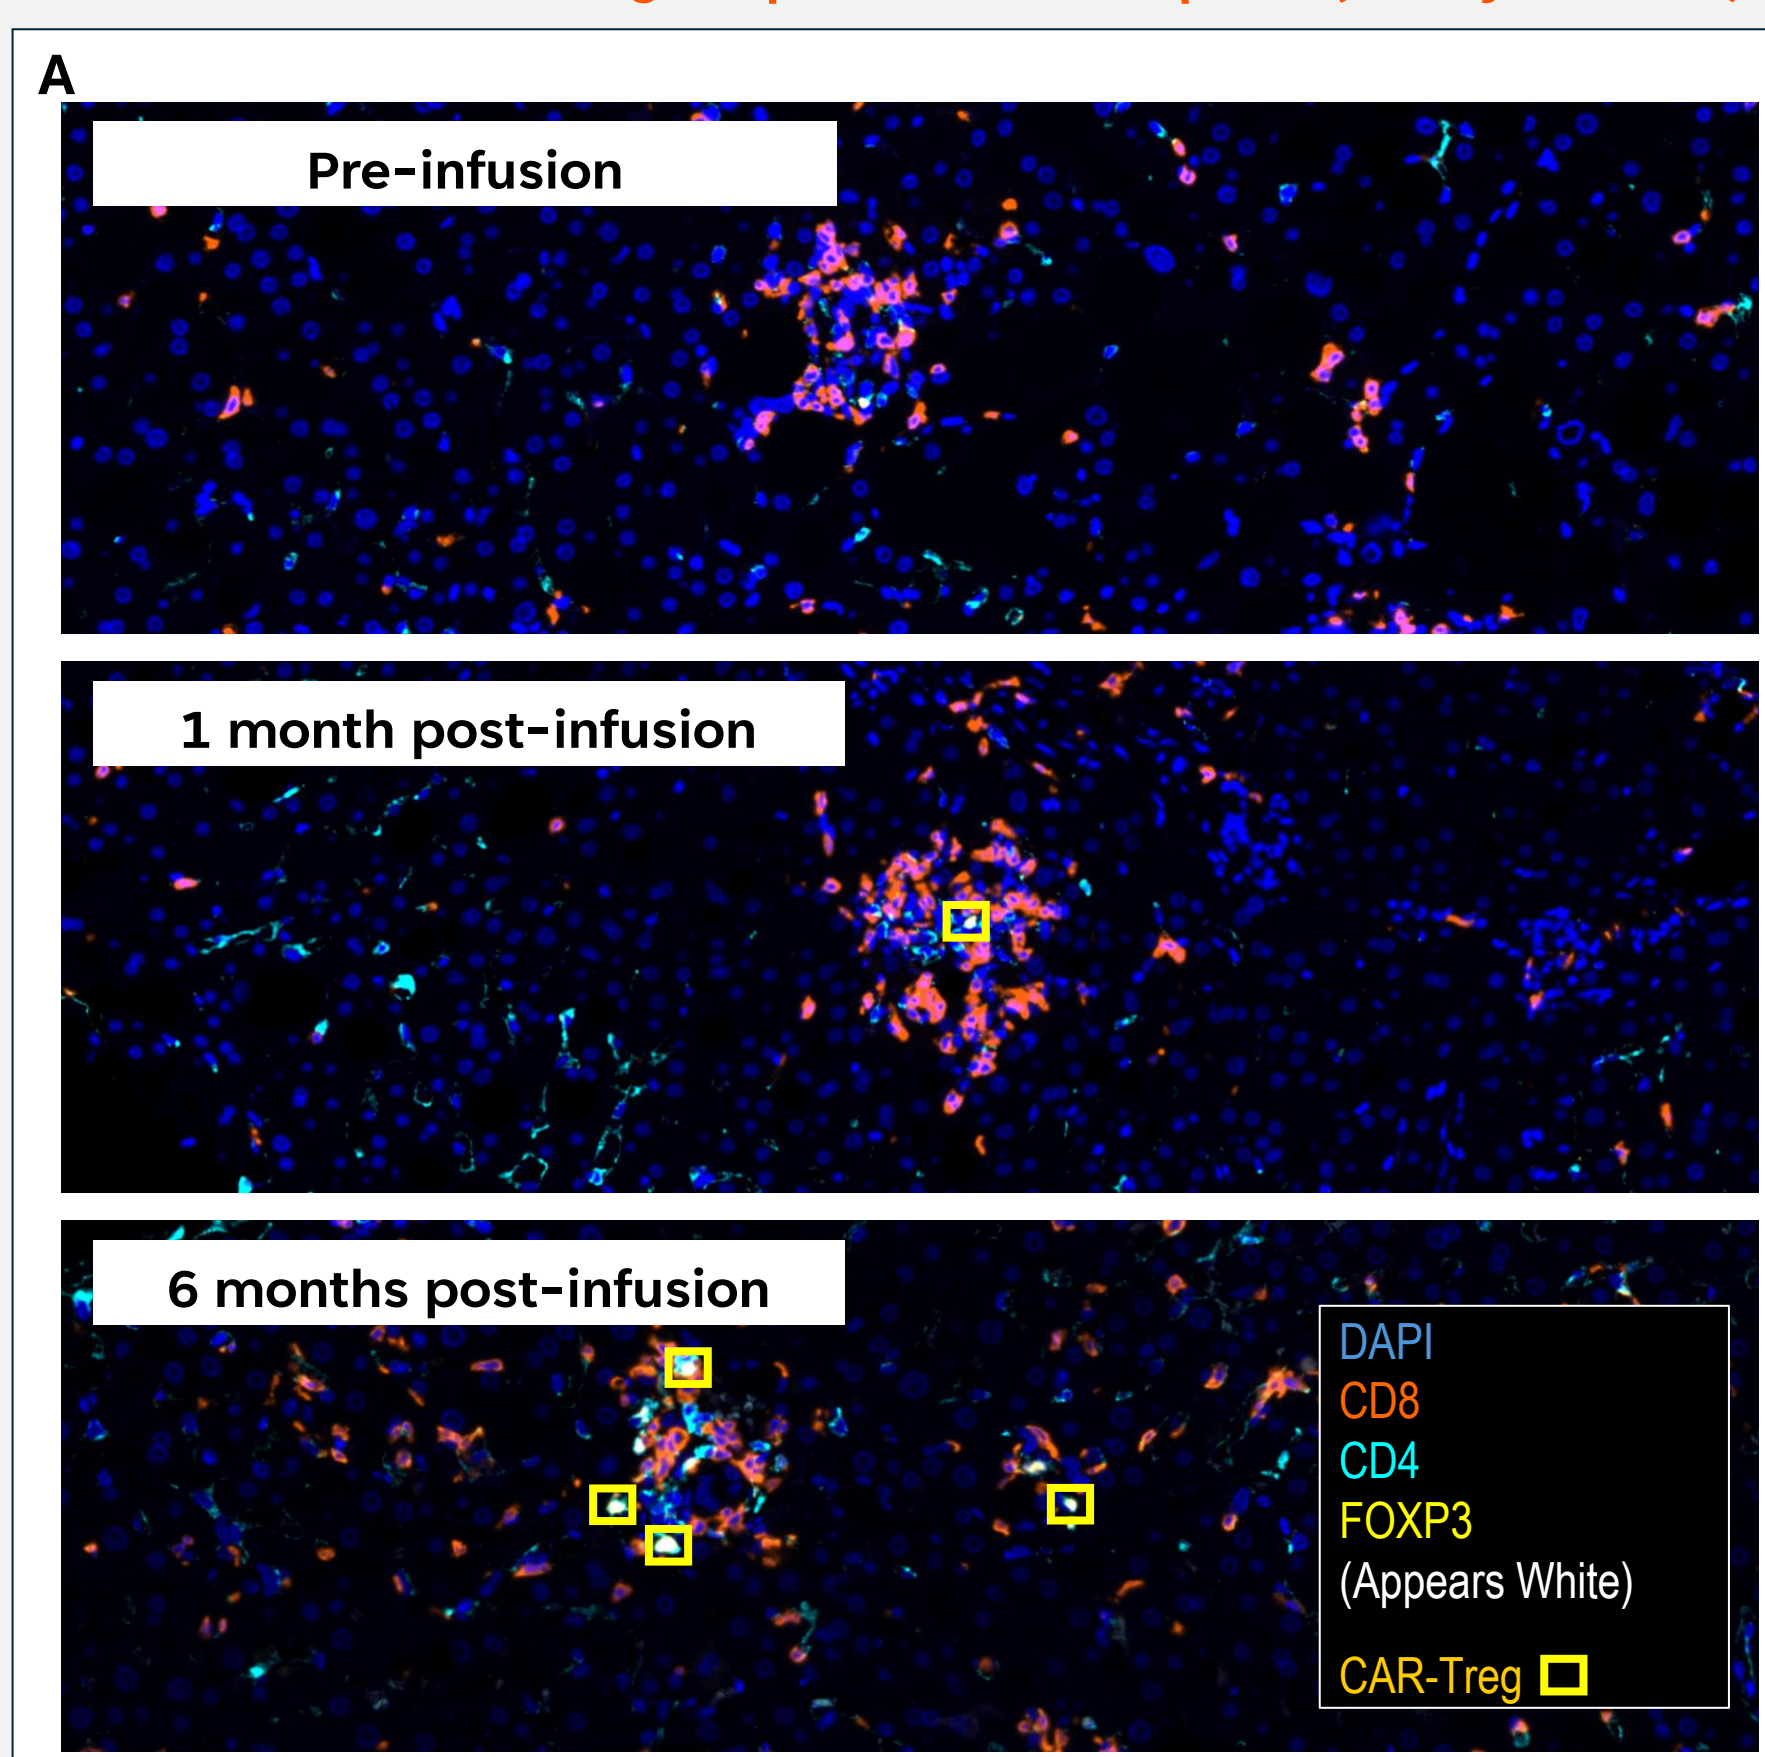 A
Pre-infusion
1 month post-infusion
6 months post-infusion
DAPI
CD8
CD4
FOXP3
(Appears White)
CAR-Treg